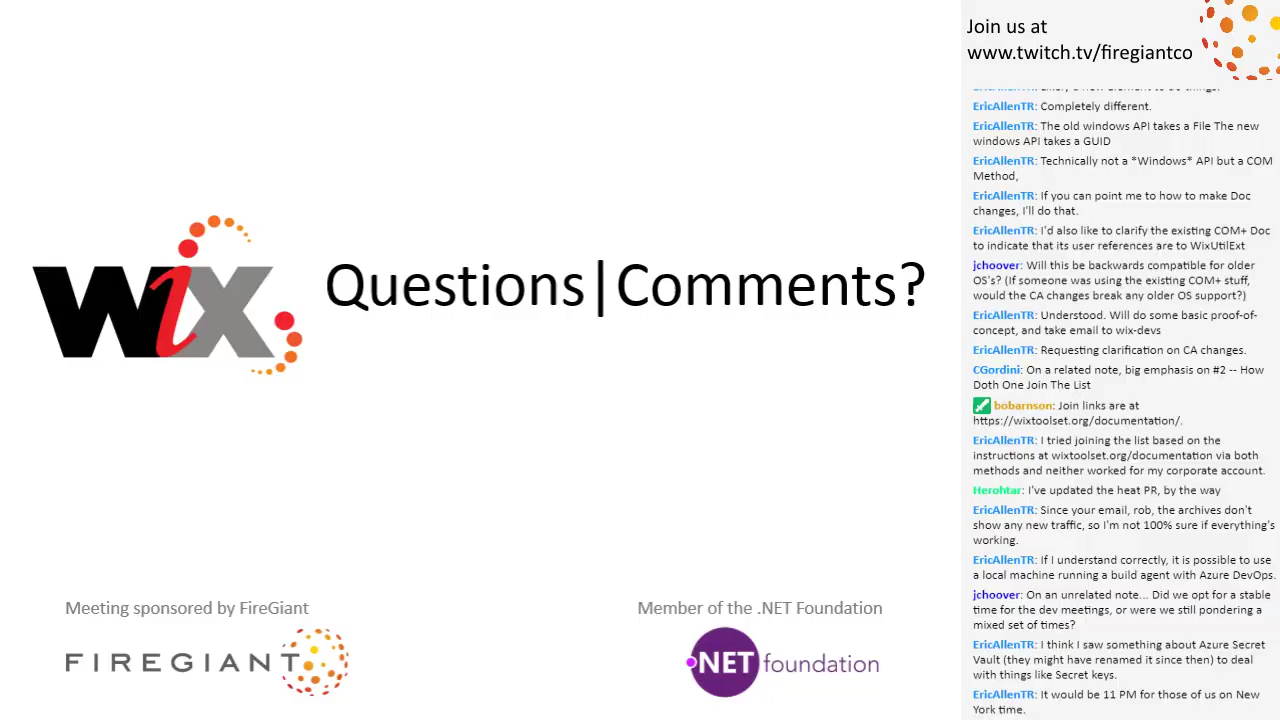 WiX
Questions|Comments?
Meeting sponsored by FireGiant
FIREGIANT
Member of the .NET Foundation
.NET foundation
Join us at
www.twitch.tv/firegiantco
EricAllenTR: Completely different.
EricAllenTR: The old windows API takes a File The new
windows API takes a GUID
EricAllenTR: Technically not a *Windows* API but a COM
Method,
EricAllenTR: If you can point me to how to make Doc
changes, I'll do that.
EricAllenTR: I'd also like to clarify the existing COM+ Doc
to indicate that its user references are to WixUtilExt
jchoover: Will this be backwards compatible for older
OS's? (If someone was using the existing COM+ stuff,
would the CA changes break any older OS support?)
EricAllenTR: Understood. Will do some basic proof-of-
concept, and take email to wix-devs
EricAllenTR: Requesting clarification on CA changes.
CGordini: On a related note, big emphasis on #2 -- How
Doth One Join The List
bobarnson: Join links are at
https://wixtoolset.org/documentation/.
EricAllenTR: I tried joining the list based on the
instructions at wixtoolset.org/documentation via both
methods and neither worked for my corporate account.
Herohtar: I've updated the heat PR, by the way
EricAllenTR: Since your email, rob, the archives don't
show any new traffic, so I'm not 100% sure if everything's
working.
EricAllenTR: If I understand correctly, it is possible to use
a local machine running a build agent with Azure DevOps.
jchoover: On an unrelated note... Did we opt for a stable
time for the dev meetings, or were we still pondering a
mixed set of times?
EricAllenTR: I think I saw something about Azure Secret
Vault (they might have renamed it since then) to deal
with things like Secret keys.
EricAllenTR: It would be 11 PM for those of us on New
York time.